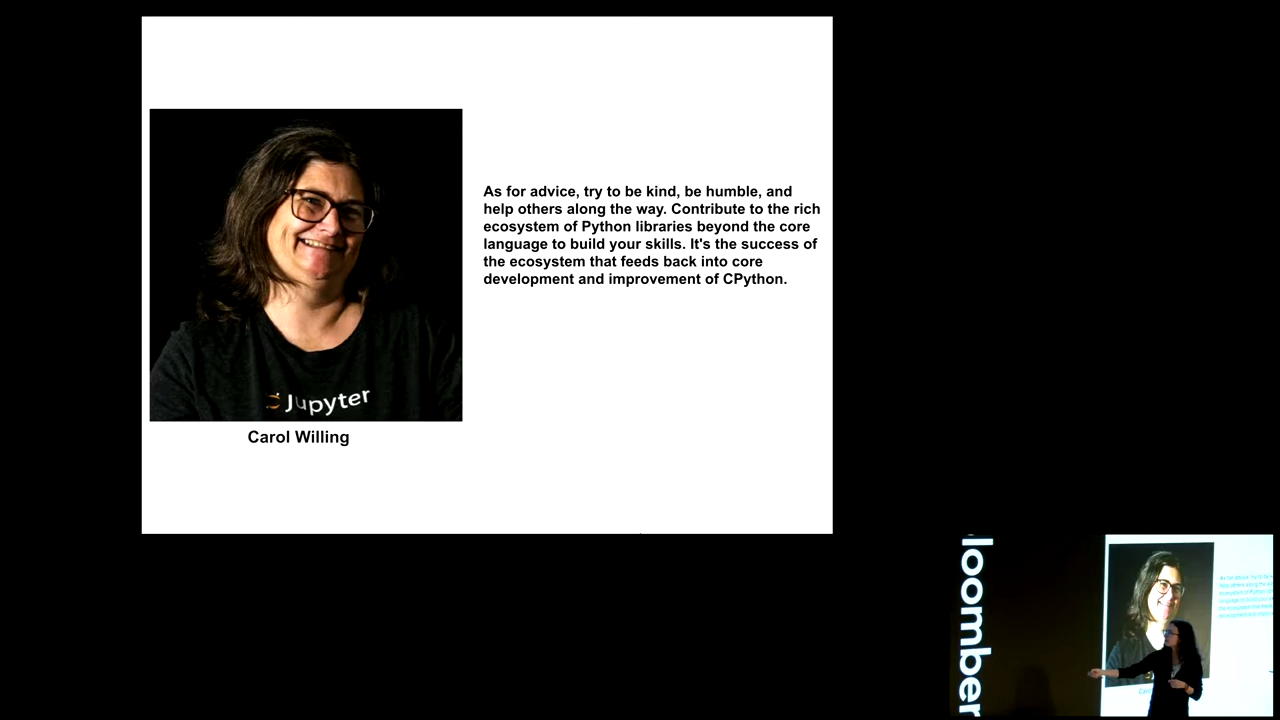 As for advice, try to be kind, be humble, and
help others along the way. Contribute to the rich
ecosystem of Python libraries beyond the core
language to build your skills. It's the success of
the ecosystem that feeds back into core
development and improvement of CPython.
Jupyter
Carol Willing
loomber